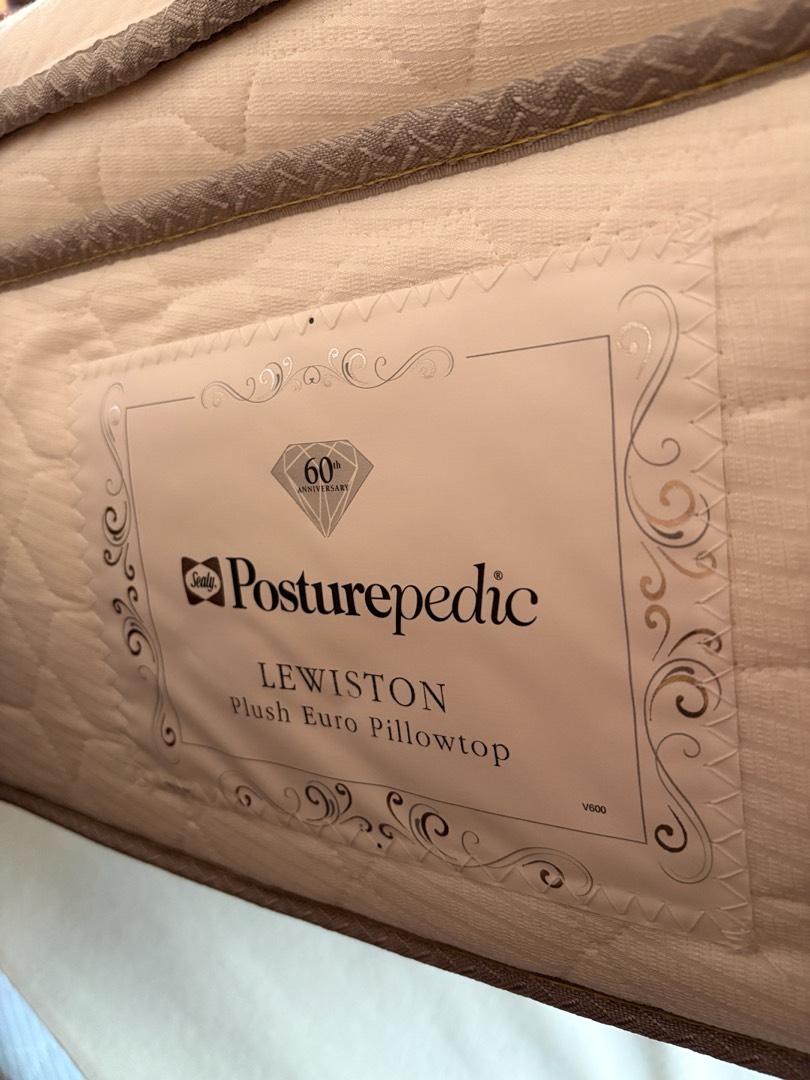 60th
ANNIVERSARY
Sealy. Posturepedic®
LEWISTON
Plush Euro Pillowtop
V600